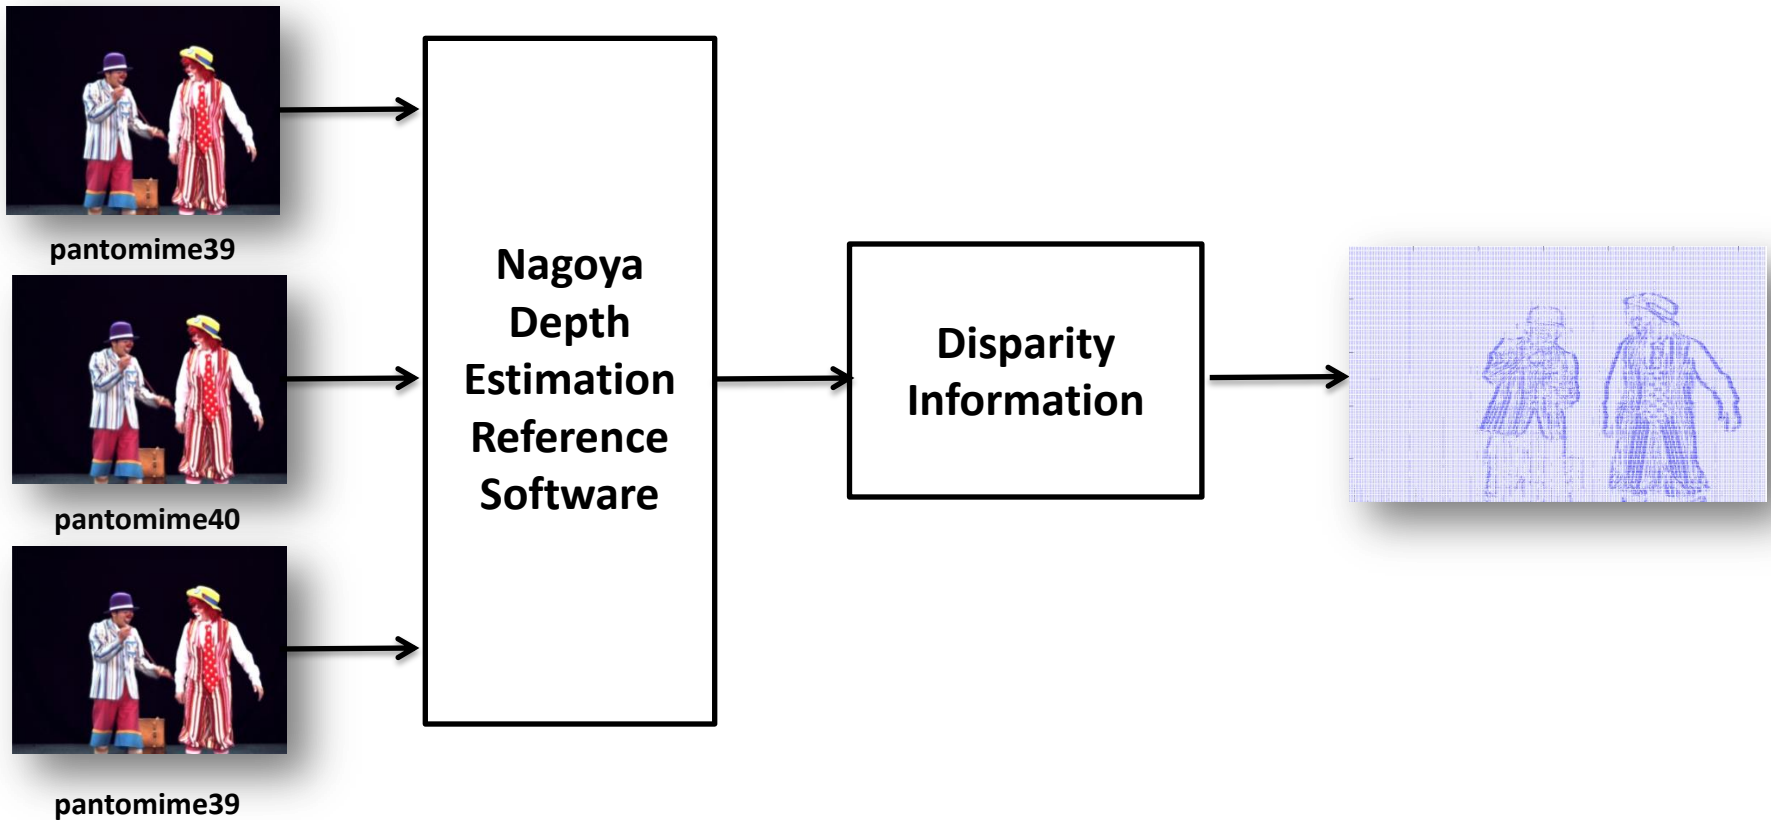 pantomime39
pantomime40
pantomime39
Nagoya
Depth
Estimation
Reference
Software
Disparity
Information